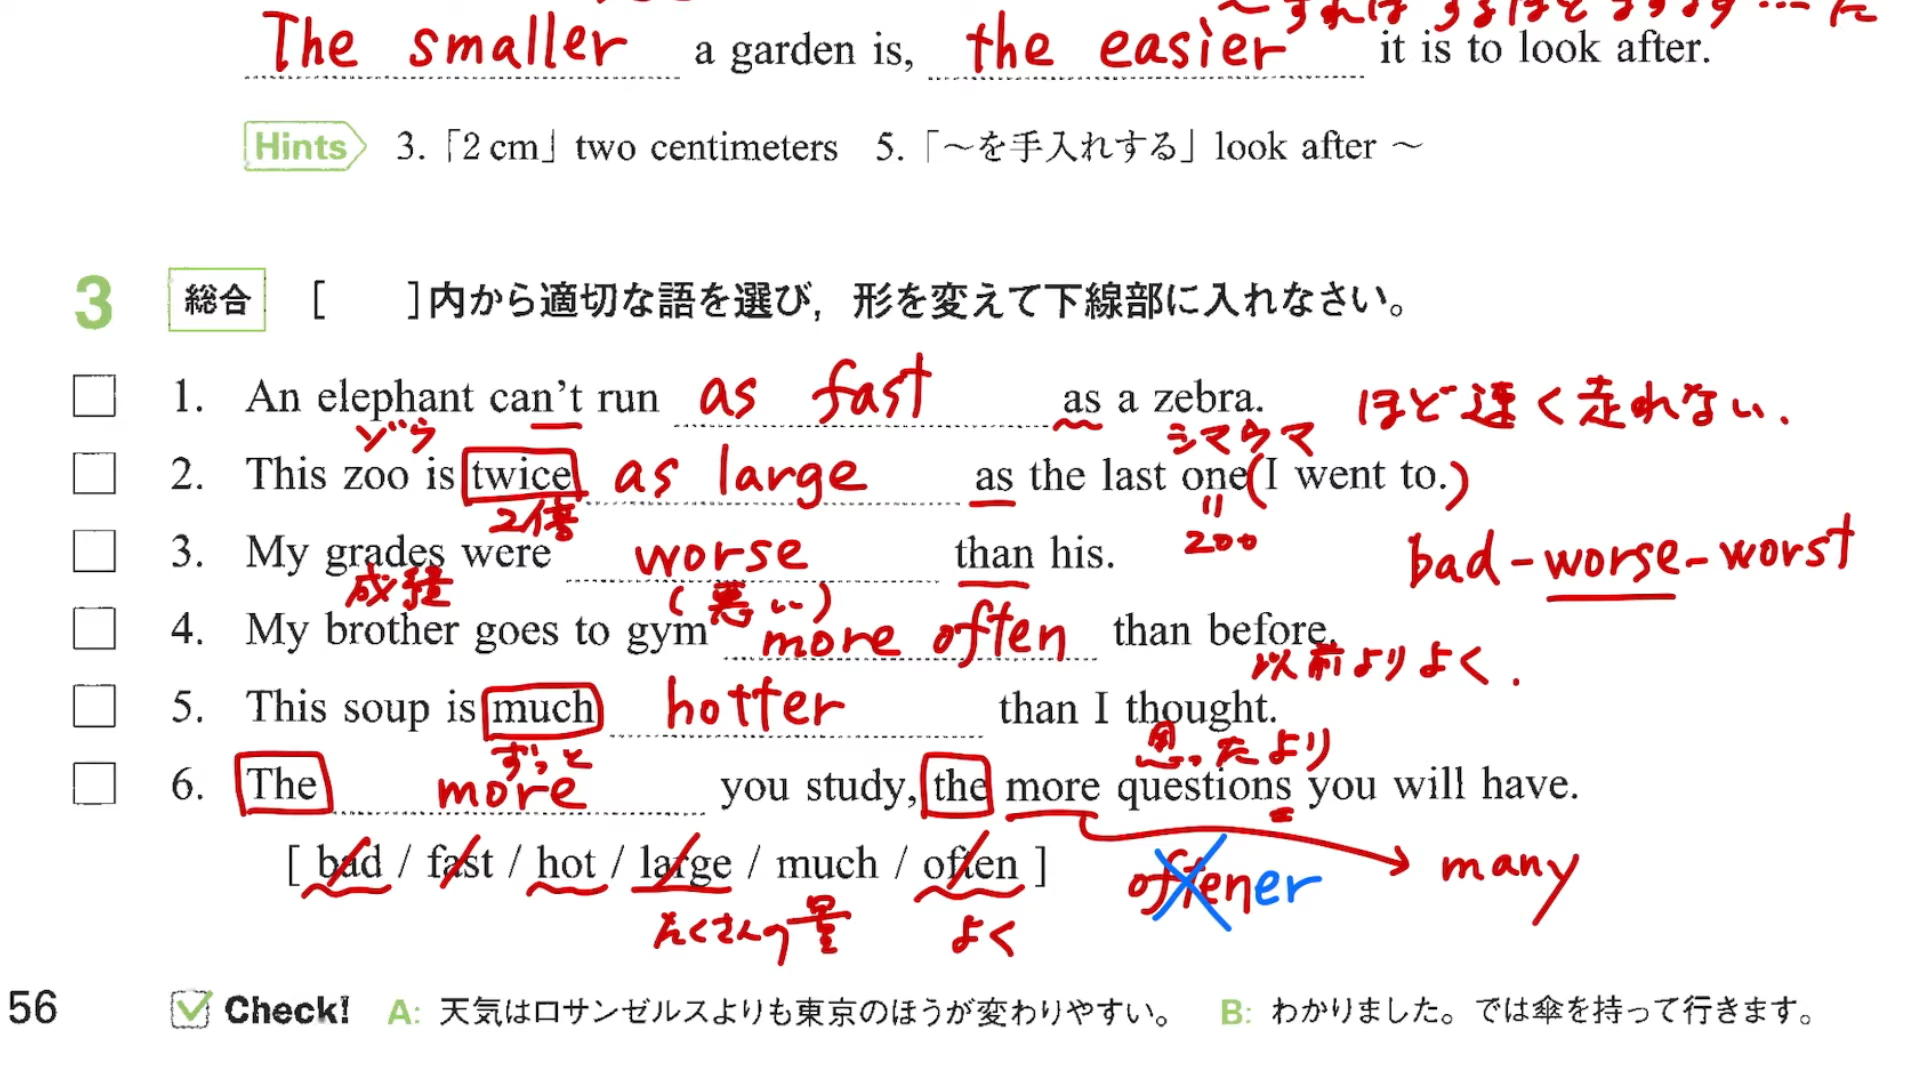 The smaller a garden is, the easier it is to look after.
Hints 3.「2 cm」two centimeters 5.「～を手入れする」look after ～
3 総合 [ ]内から適切な語を選び，形を変えて下線部に入れなさい。
1. An elephant can't run as fast as a zebra. ほど速く走れない.
ゾウ シマウマ
2. This zoo is twice as large as the last one(I went to.)
2倍 〃 zoo
3. My grades were worse than his. bad-worse-worst
成績 (悪い)
4. My brother goes to gym more often than before.
以前よりよく.
5. This soup is much hotter than I thought.
ずっと 思ったより
6. The more you study, the more questions you will have.
[ bad / fast / hot / large / much / often ] oftener many
たくさんの量 よく
56 Check! A: 天気はロサンゼルスよりも東京のほうが変わりやすい。 B: わかりました。では傘を持って行きます。